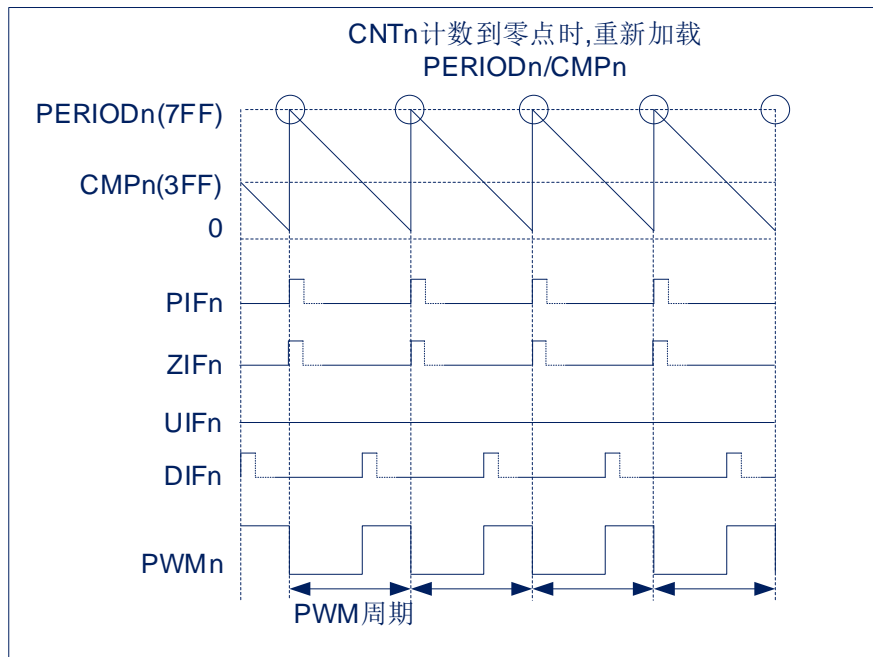 CNTn计数到零点时,重新加载
PERIODn/CMPn
PERIODn(7FF)
CMPn(3FF)
0
PIFn
ZIFn
UIFn
DIFn
PWMn
PWM周期